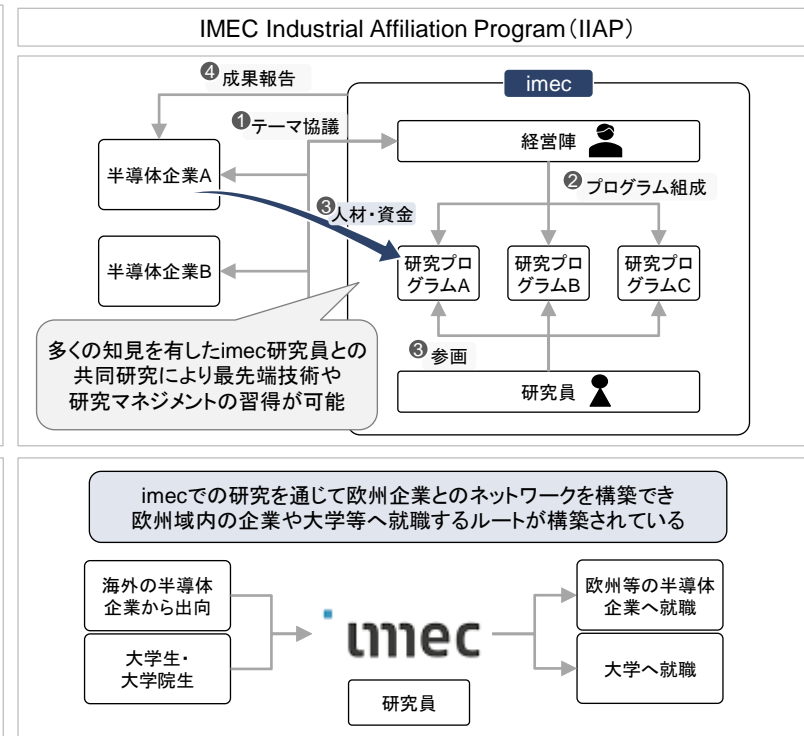 IMEC Industrial Affiliation Program（IIAP）
❹成果報告
imec
❶テーマ協議
経営陣
半導体企業A
❷プログラム組成
❸人材・資金
半導体企業B
研究プロ
グラムA
研究プロ
グラムB
研究プロ
グラムC
多くの知見を有したimec研究員との
共同研究により最先端技術や
研究マネジメントの習得が可能
❸参画
研究員
imecでの研究を通じて欧州企業とのネットワークを構築でき
欧州域内の企業や大学等へ就職するルートが構築されている
海外の半導体
企業から出向
大学生・
大学院生
imec
研究員
欧州等の半導体
企業へ就職
大学へ就職